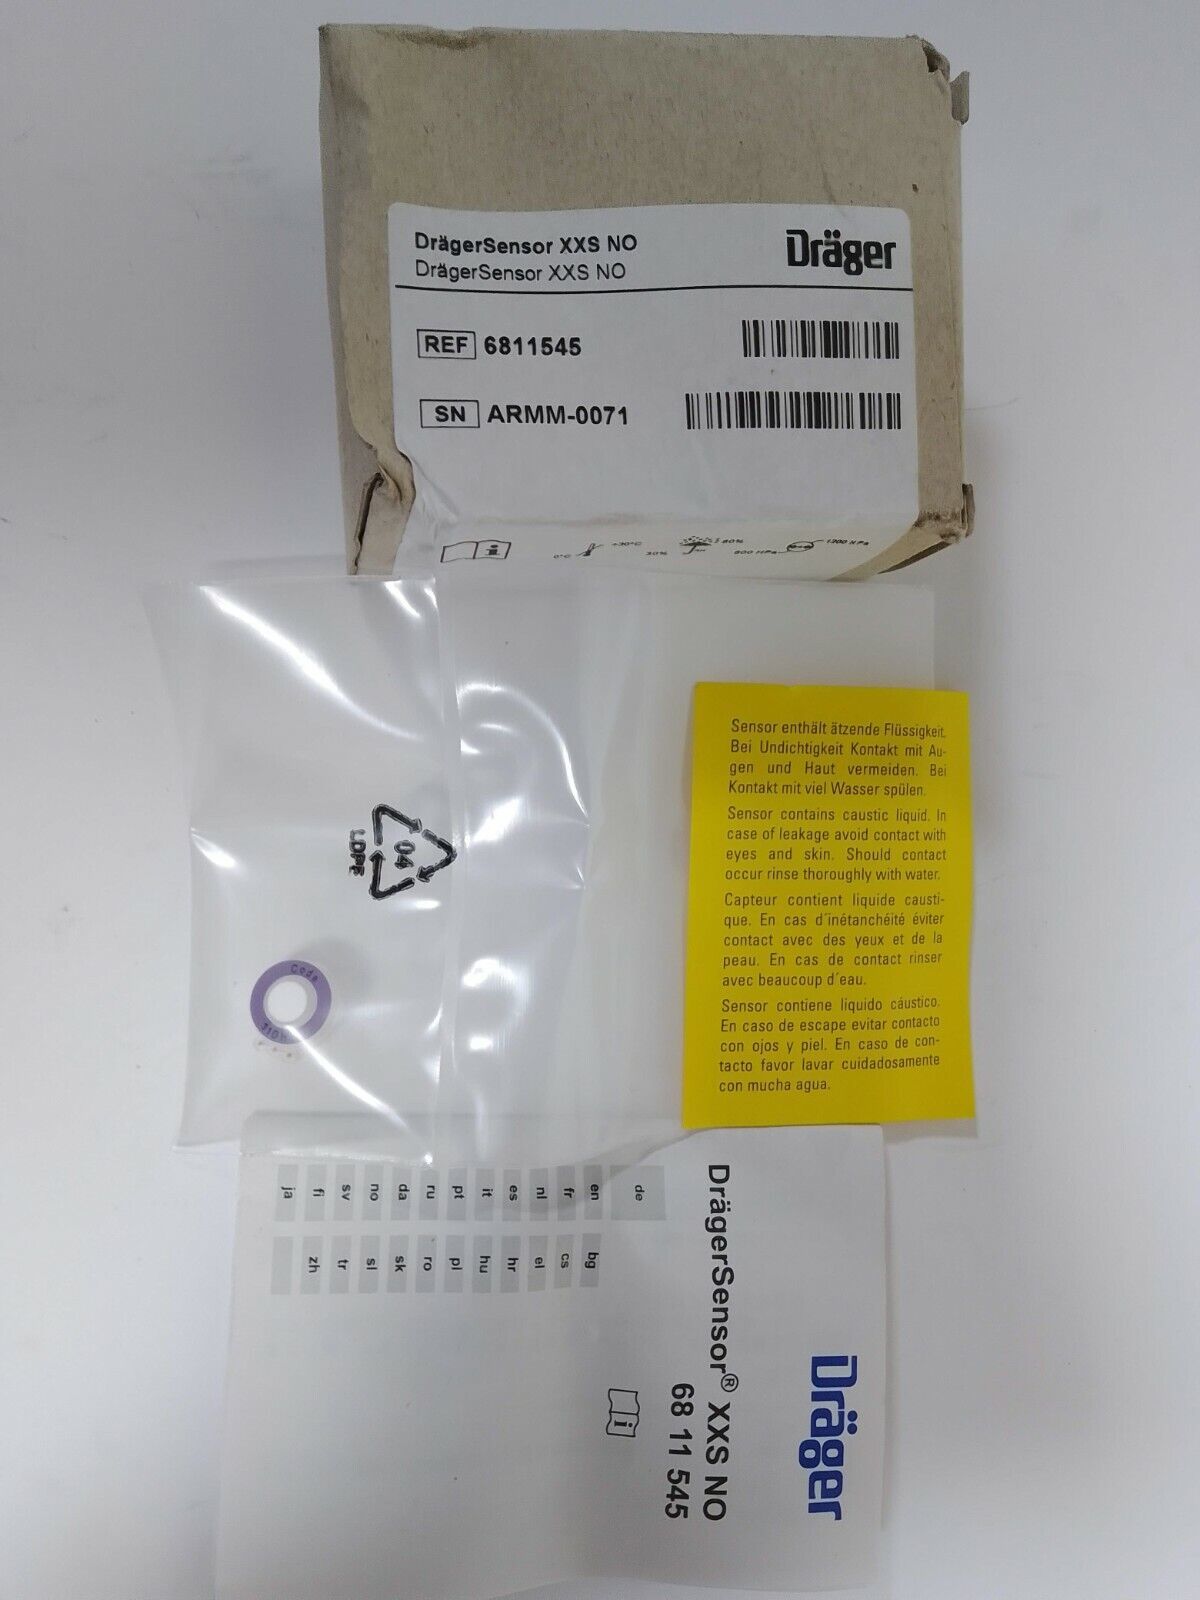 DrägerSensor XXS NO
DrägerSensor XXS NO
Dräger
REF 6811545
SN ARMM-0071
0°C +30°C 30% 80% 1300 hPa
04
LDPE
Code
Sensor enthält ätzende Flüssigkeit.
Bei Undichtigkeit Kontakt mit Au-
gen und Haut vermeiden. Bei
Kontakt mit viel Wasser spülen.
Sensor contains caustic liquid. In
case of leakage avoid contact with
eyes and skin. Should contact
occur rinse thoroughly with water.
Capteur contient liquide causti-
que. En cas d'inétanchéité éviter
contact avec des yeux et de la
peau. En cas de contact rinser
avec beaucoup d'eau.
Sensor contiene líquido cáustico.
En caso de escape evitar contacto
con ojos y piel. En caso de con-
tacto favor lavar cuidadosamente
con mucha agua.
Dräger
DrägerSensor® XXS NO
68 11 545
i
de
en bg
fr cs
nl el
es hr
it hu
pt pl
ru ro
da sk
no sl
sv tr
fi zh
ja